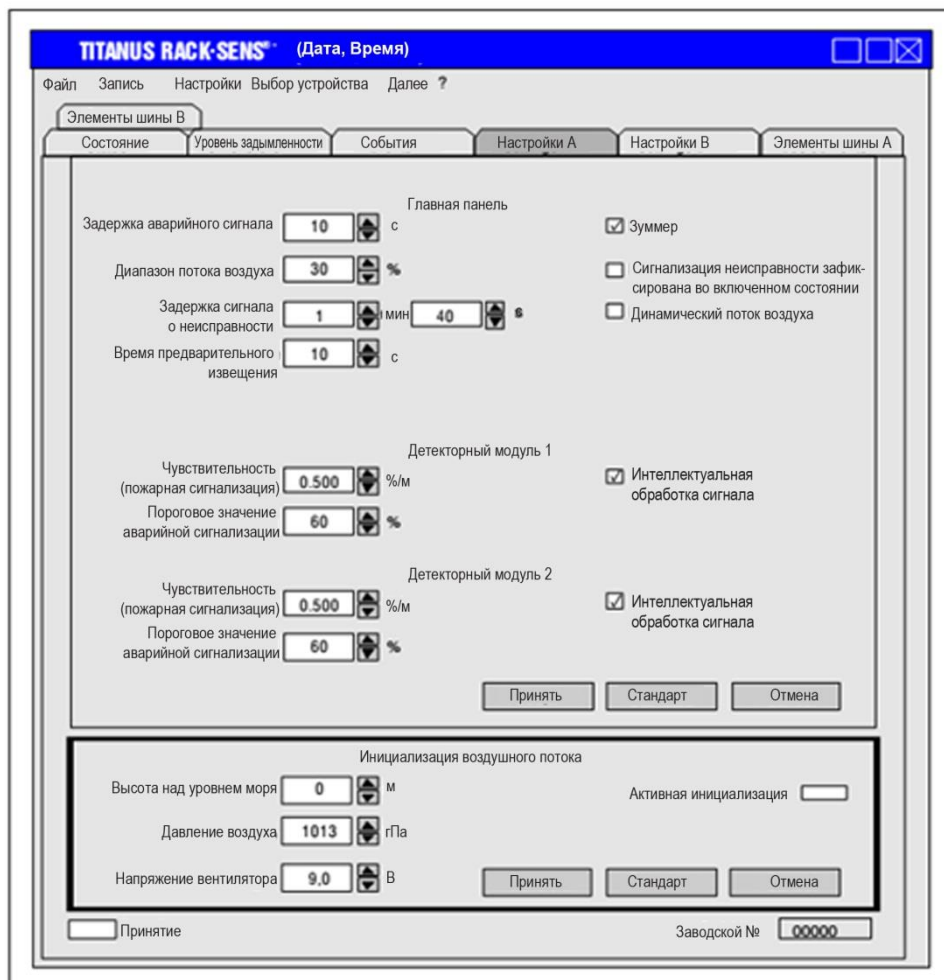 TITANUS RACK·SENS® (Дата, Время)
Файл Запись Настройки Выбор устройства Далее ?
Элементы шины В
Состояние Уровень задымленности События Настройки А Настройки В Элементы шины А
Главная панель
Задержка аварийного сигнала 10 с Зуммер
Диапазон потока воздуха 30 % Сигнализация неисправности зафик-
сирована во включенном состоянии
Задержка сигнала
о неисправности 1 мин 40 s Динамический поток воздуха
Время предварительного
извещения 10 с
Детекторный модуль 1
Чувствительность
(пожарная сигнализация) 0.500 %/м Интеллектуальная
обработка сигнала
Пороговое значение
аварийной сигнализации 60 %
Детекторный модуль 2
Чувствительность
(пожарная сигнализация) 0.500 %/м Интеллектуальная
обработка сигнала
Пороговое значение
аварийной сигнализации 60 %
Принять Стандарт Отмена
Инициализация воздушного потока
Высота над уровнем моря 0 м Активная инициализация
Давление воздуха 1013 гПа
Напряжение вентилятора 9,0 В Принять Стандарт Отмена
Принятие Заводской № 00000